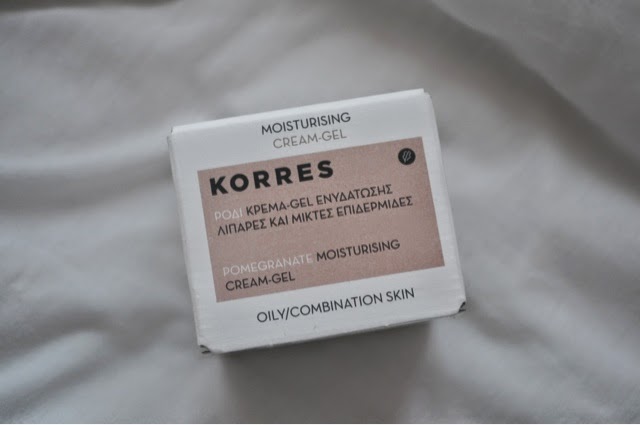 MOISTURISING
CREAM-GEL
KORRES
ΡΟΔΙ ΚΡΕΜΑ-GEL ΕΝΥΔΑΤΩΣΗΣ
ΛΙΠΑΡΕΣ ΚΑΙ ΜΙΚΤΕΣ ΕΠΙΔΕΡΜΙΔΕΣ
POMEGRANATE MOISTURISING
CREAM-GEL
OILY/COMBINATION SKIN